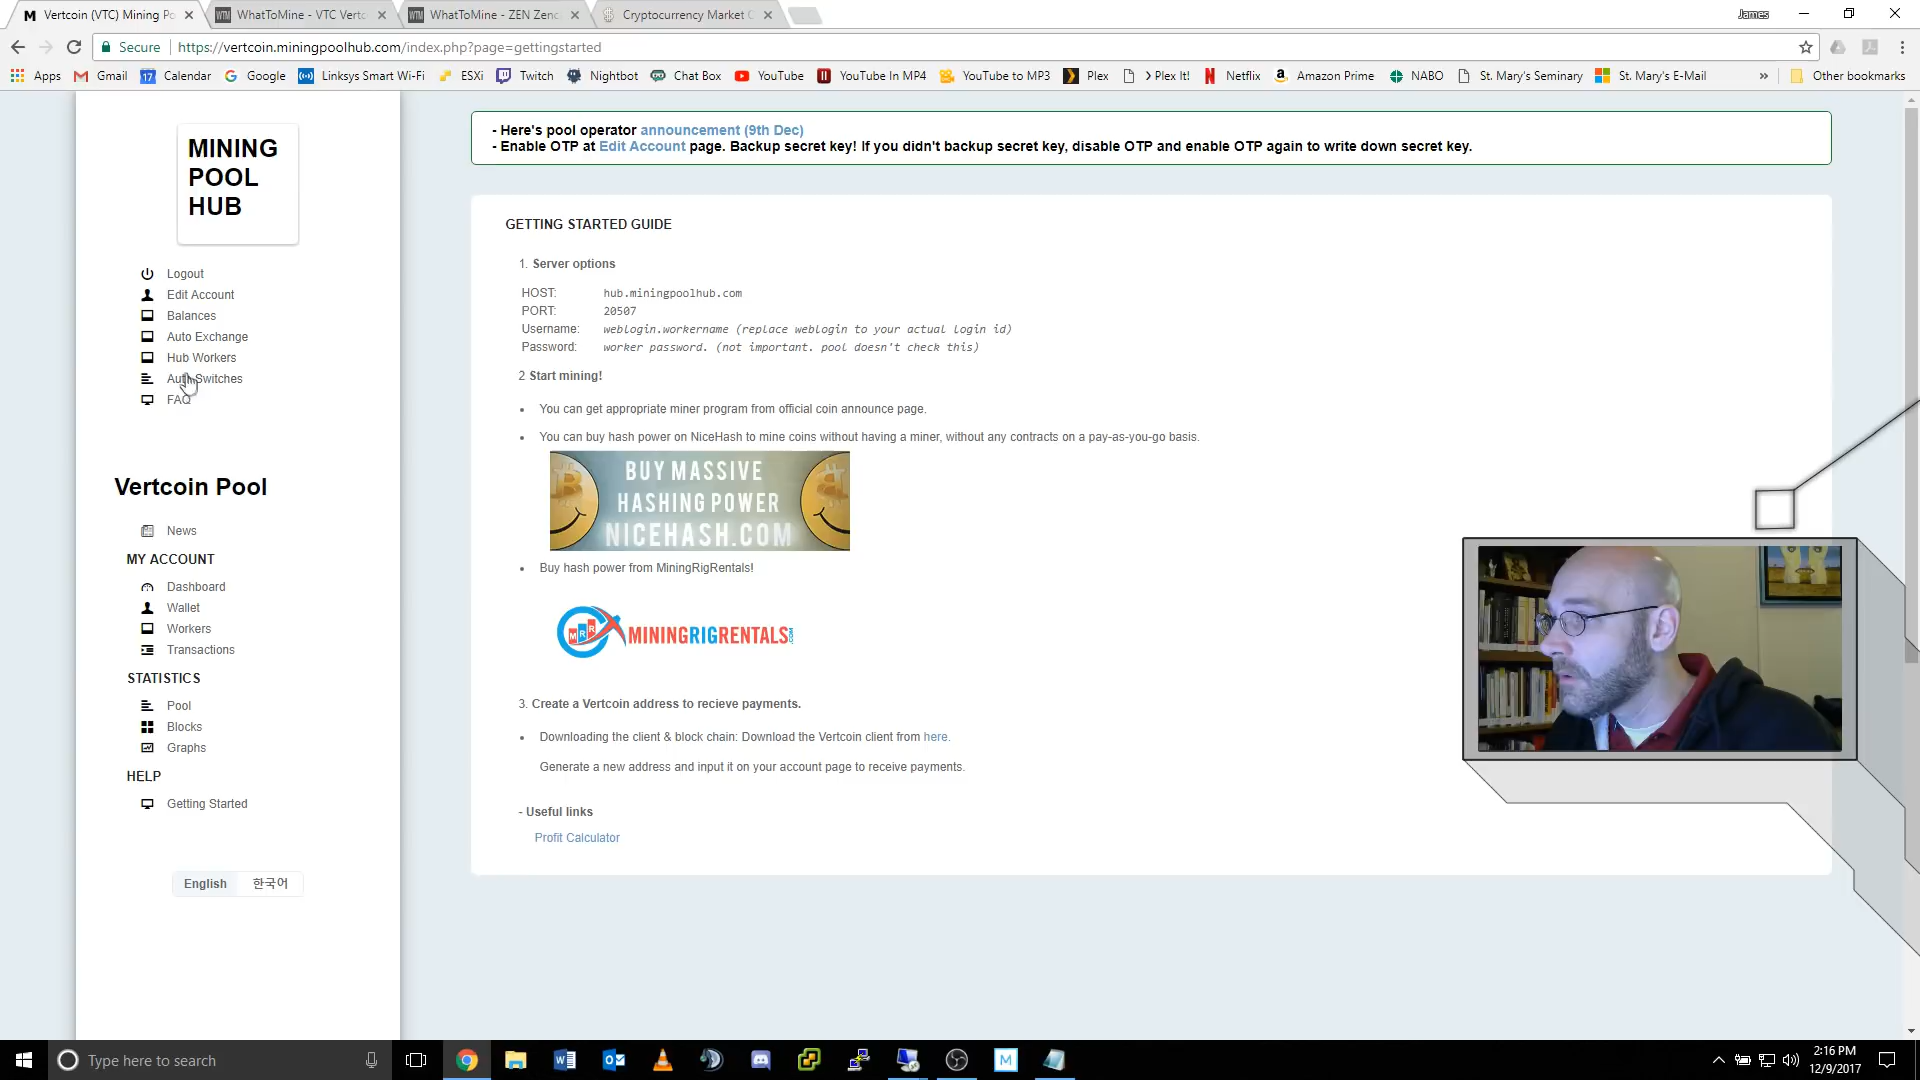 Vertcoin (VTC) Mining Po
WhatToMine - VTC Vertc
WhatToMine - ZEN Zenc
Cryptocurrency Market C
James
Secure
https://vertcoin.miningpoolhub.com/index.php?page=gettingstarted
Apps
Gmail
Calendar
Google
Linksys Smart Wi-Fi
ESXi
Twitch
Nightbot
Chat Box
YouTube
YouTube In MP4
YouTube to MP3
Plex
> Plex It!
Netflix
Amazon Prime
NABO
St. Mary's Seminary
St. Mary's E-Mail
»
Other bookmarks
MINING
POOL
HUB
Logout
Edit Account
Balances
Auto Exchange
Hub Workers
FAQ
Vertcoin Pool
News
MY ACCOUNT
Dashboard
Wallet
Workers
Transactions
STATISTICS
Pool
Blocks
Graphs
HELP
Getting Started
English 한국어
- Here's pool operator announcement (9th Dec)
- Enable OTP at Edit Account page. Backup secret key! If you didn't backup secret key, disable OTP and enable OTP again to write down secret key.
GETTING STARTED GUIDE
1. Server options
HOST: hub.miningpoolhub.com
PORT: 20507
Username: weblogin.workername (replace weblogin to your actual login id)
Password: worker password. (not important. pool doesn't check this)
2 Start mining!
• You can get appropriate miner program from official coin announce page.
• You can buy hash power on NiceHash to mine coins without having a miner, without any contracts on a pay-as-you-go basis.
BUY MASSIVE
HASHING POWER
NICEHASH.COM
• Buy hash power from MiningRigRentals!
MRR MININGRIGRENTALS.COM
3. Create a Vertcoin address to recieve payments.
• Downloading the client & block chain: Download the Vertcoin client from here.
Generate a new address and input it on your account page to receive payments.
- Useful links
Profit Calculator
Type here to search
2:16 PM
12/9/2017